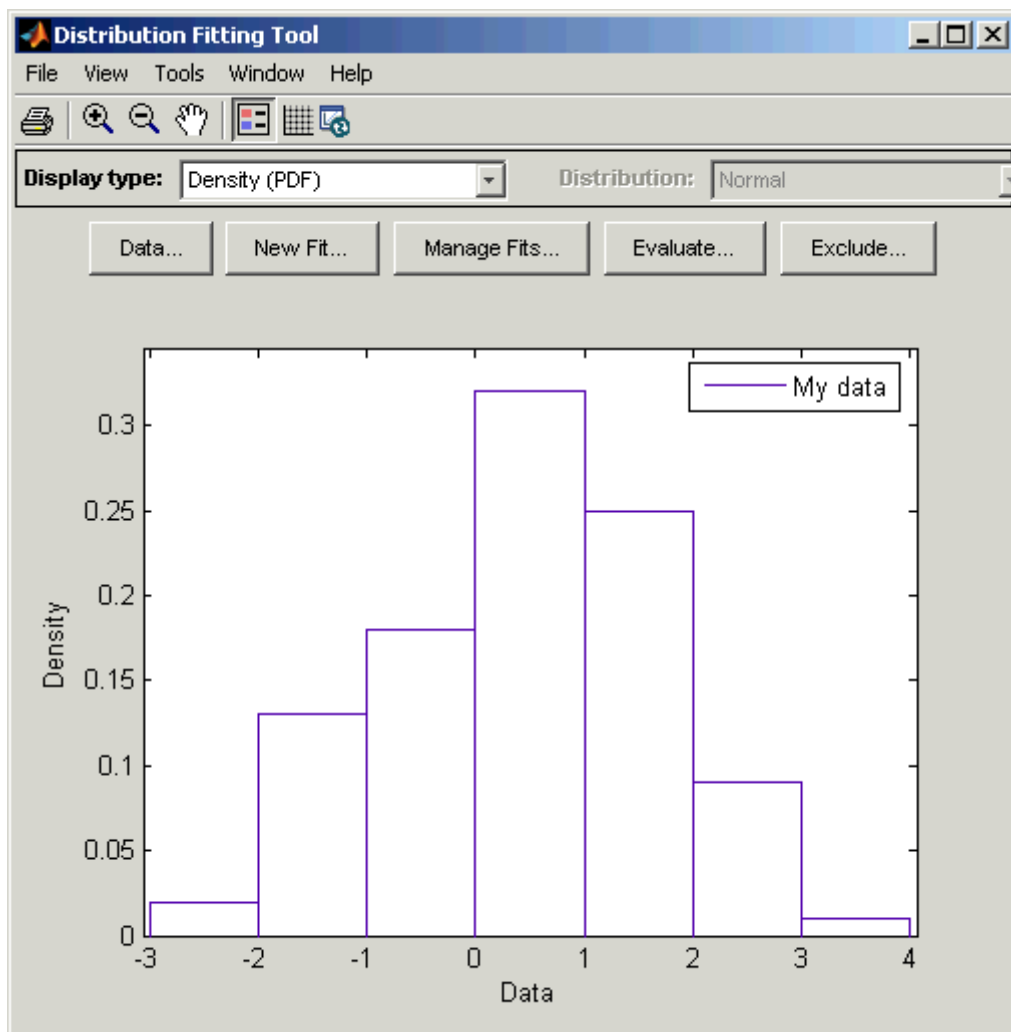 Distribution Fitting Tool
File View Tools Window Help
Display type: Density (PDF) Distribution: Normal
Data... New Fit... Manage Fits... Evaluate... Exclude...
My data
0.3
0.25
0.2
0.15
0.1
0.05
0
Density
-3 -2 -1 0 1 2 3 4
Data